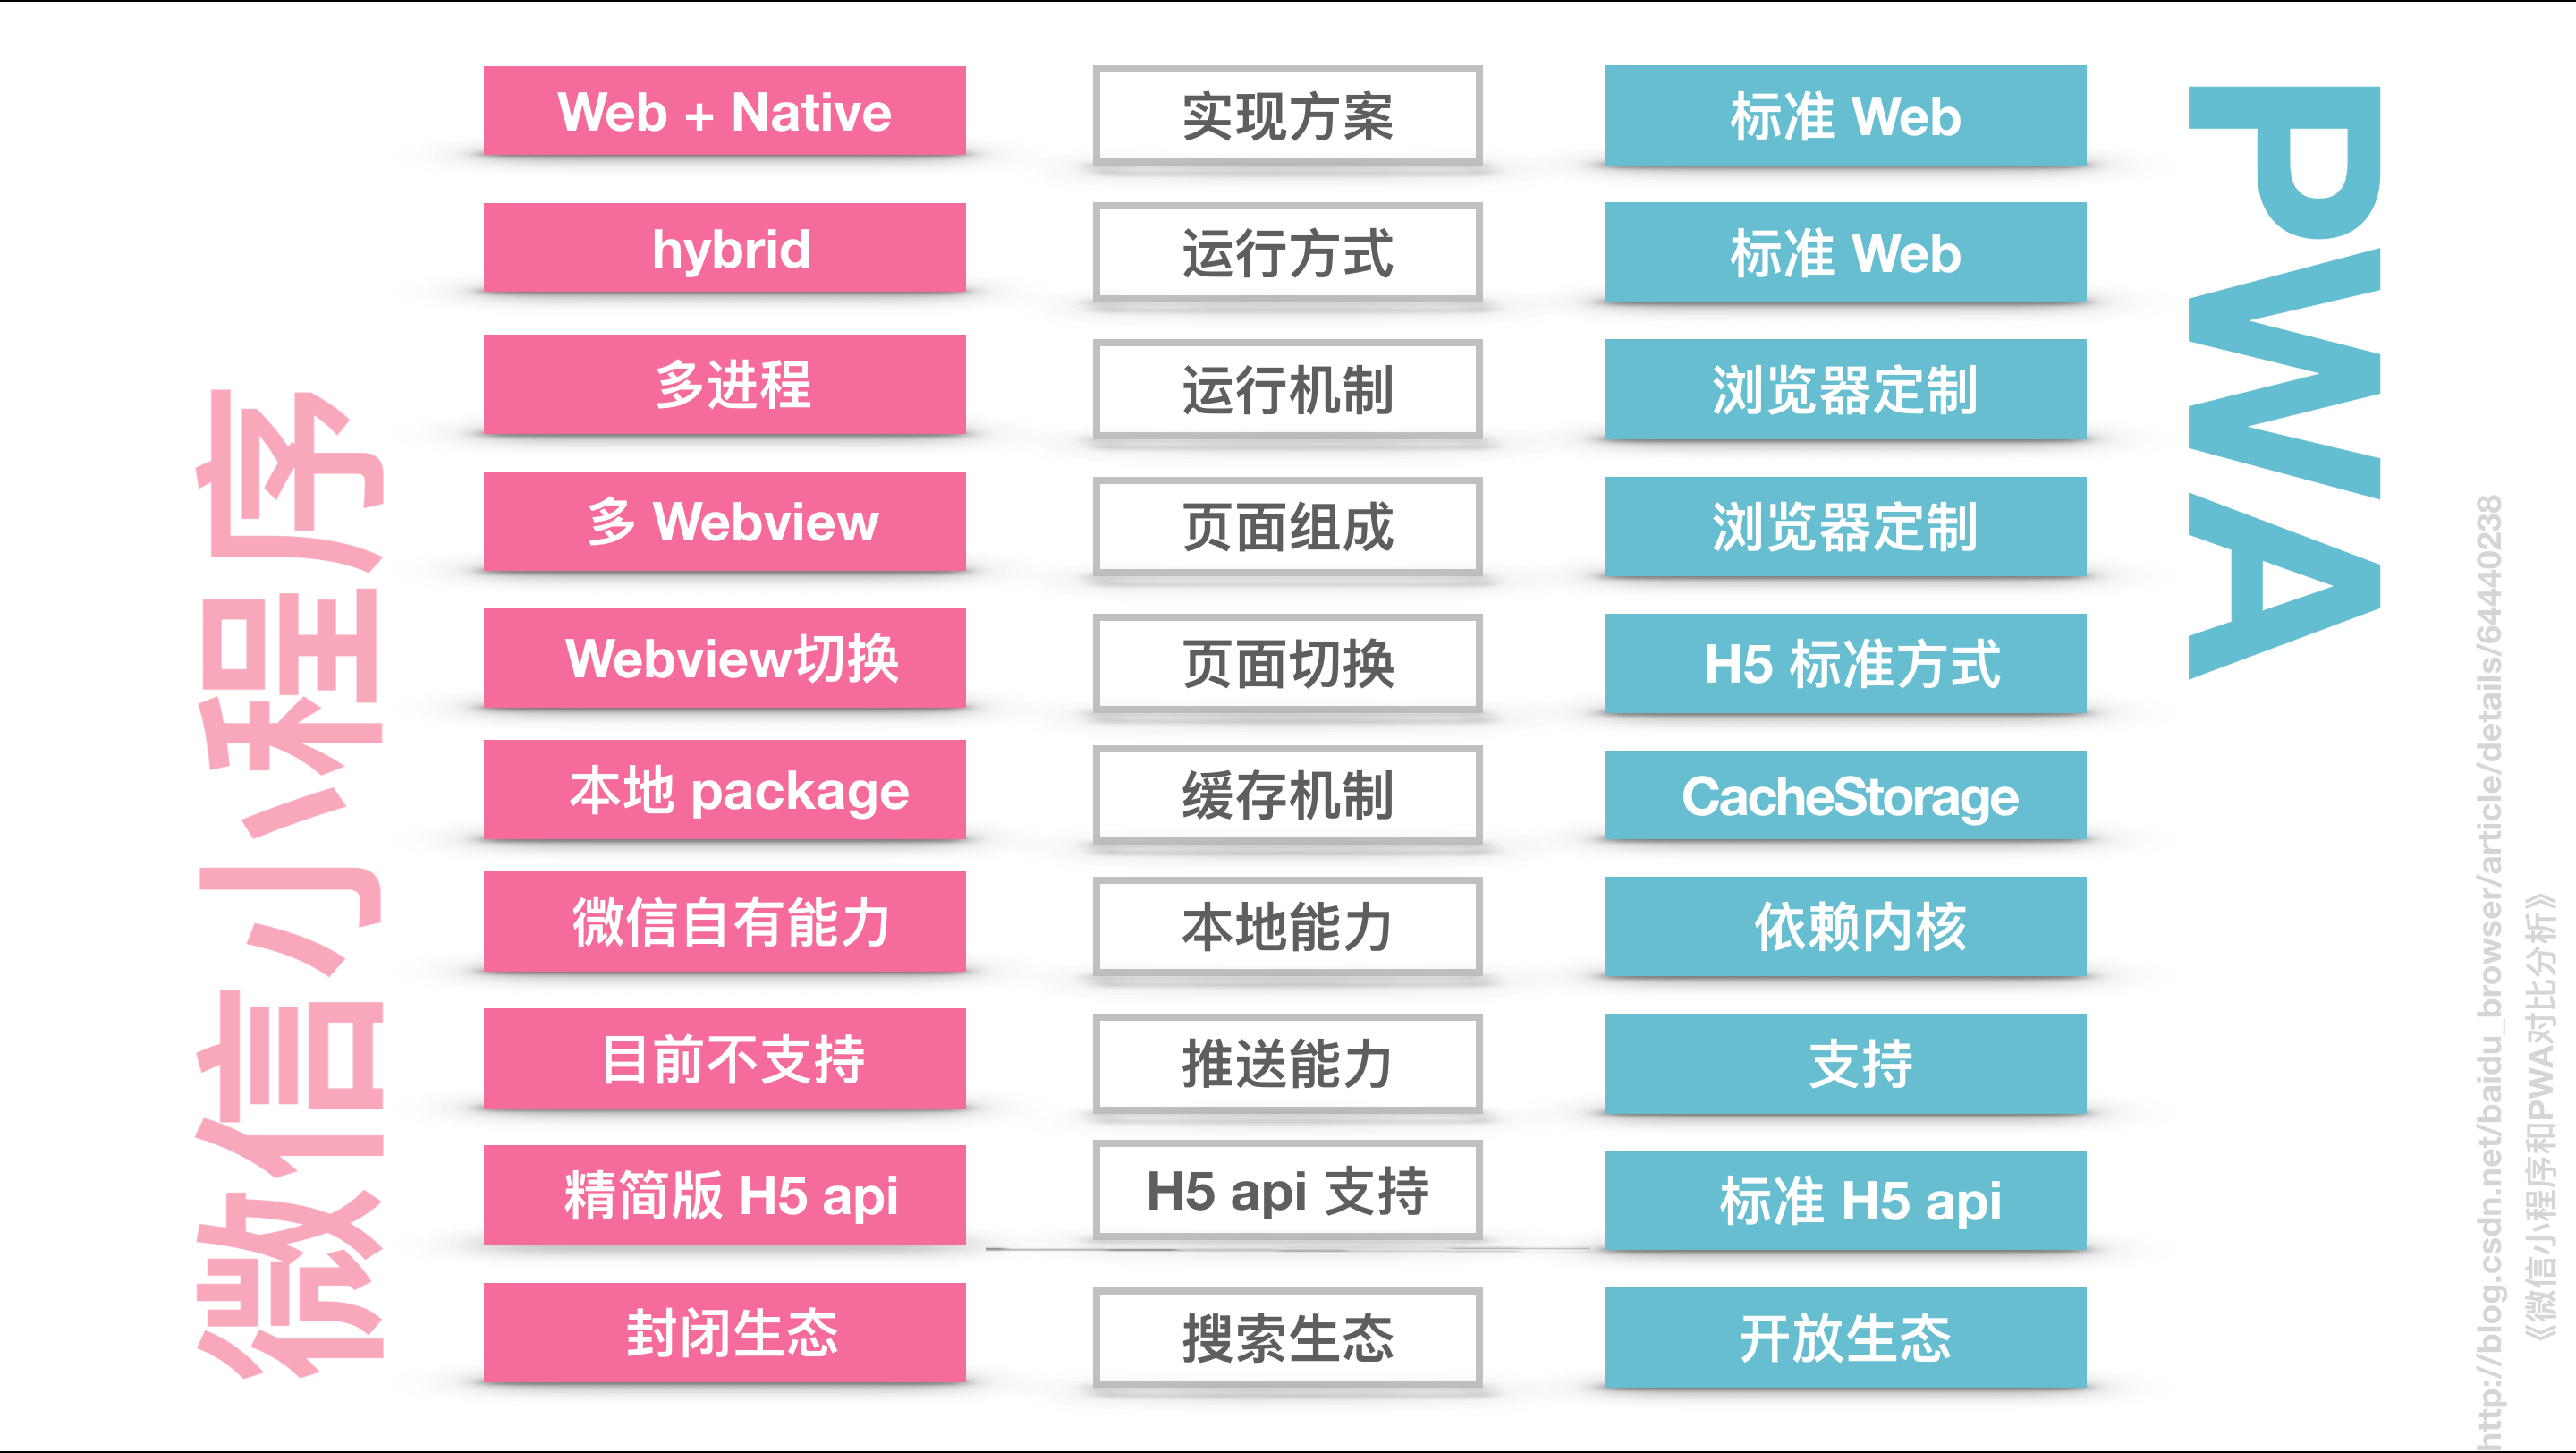 微信小程序
PWA
Web + Native
实现方案
标准 Web
hybrid
运行方式
标准 Web
多进程
运行机制
浏览器定制
多 Webview
页面组成
浏览器定制
Webview切换
页面切换
H5 标准方式
本地 package
缓存机制
CacheStorage
微信自有能力
本地能力
依赖内核
目前不支持
推送能力
支持
精简版 H5 api
H5 api 支持
标准 H5 api
封闭生态
搜索生态
开放生态
http://blog.csdn.net/baidu_browser/article/details/64440238
《微信小程序和PWA对比分析》